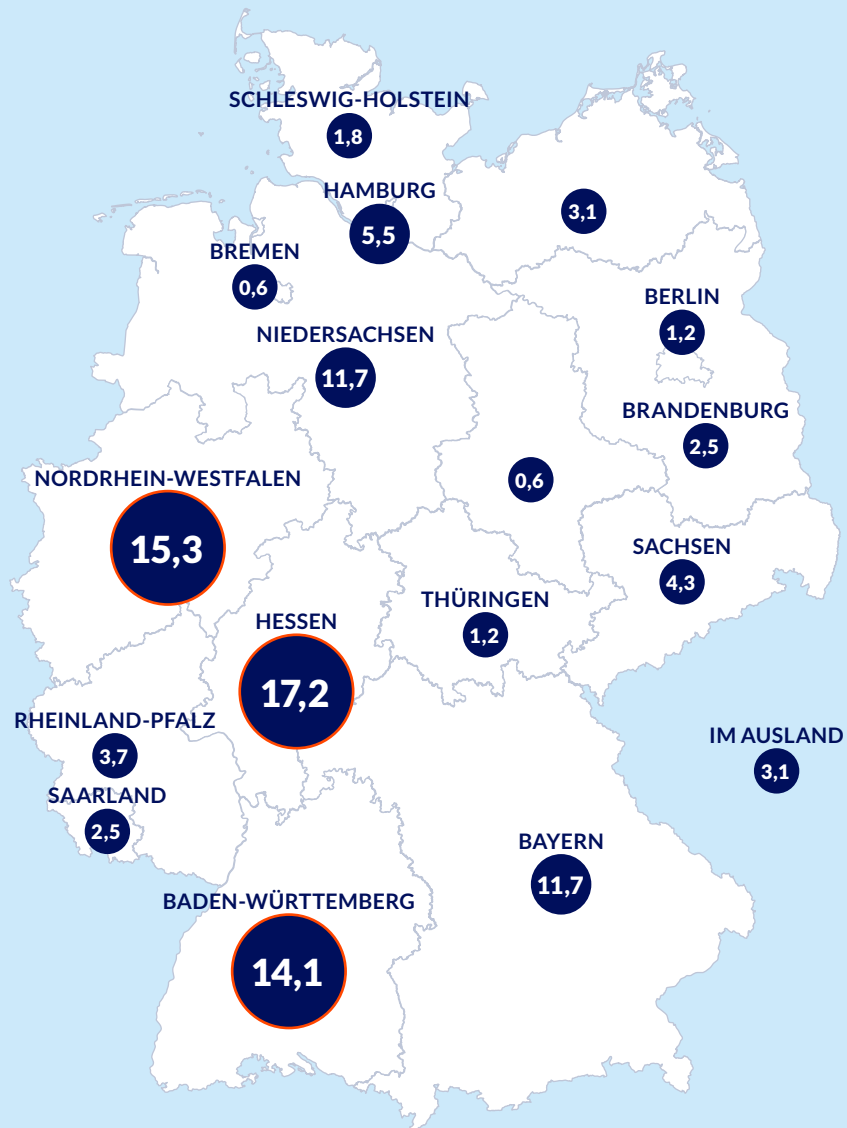 SCHLESWIG-HOLSTEIN
1,8
HAMBURG
5,5
3,1
BREMEN
0,6
BERLIN
1,2
NIEDERSACHSEN
11,7
BRANDENBURG
2,5
NORDRHEIN-WESTFALEN
15,3
0,6
SACHSEN
4,3
THÜRINGEN
1,2
HESSEN
17,2
RHEINLAND-PFALZ
3,7
IM AUSLAND
3,1
SAARLAND
2,5
BAYERN
11,7
BADEN-WÜRTTEMBERG
14,1